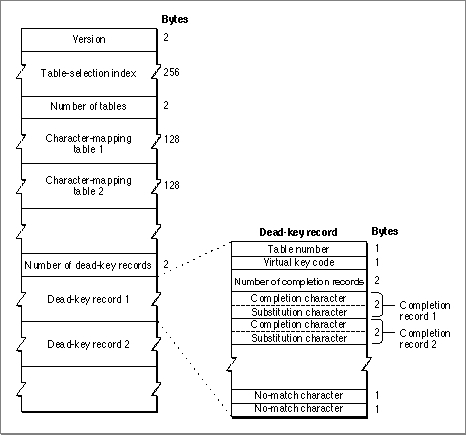 Bytes
Version 2
Table-selection index 256
Number of tables 2
Character-mapping
table 1
128
Character-mapping
table 2
128
Number of dead-key records 2
Dead-key record 1
Dead-key record 2
Dead-key record Bytes
Table number 1
Virtual key code 1
Number of completion records 2
Completion character
Substitution character
2 Completion
record 1
Completion character
Substitution character
2 Completion
record 2
No-match character 1
No-match character 1